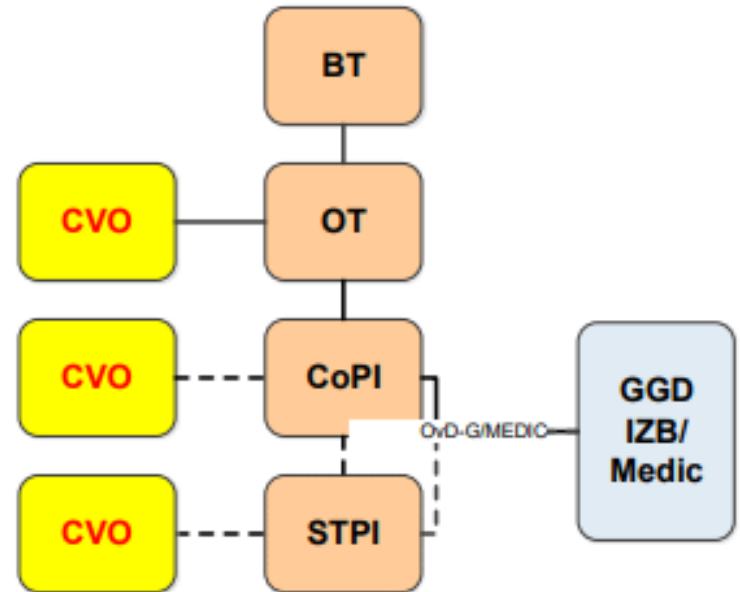 BT
CVO
OT
CVO
CoPI
OvD-G/MEDIC
GGD
IZB/
Medic
CVO
STPI